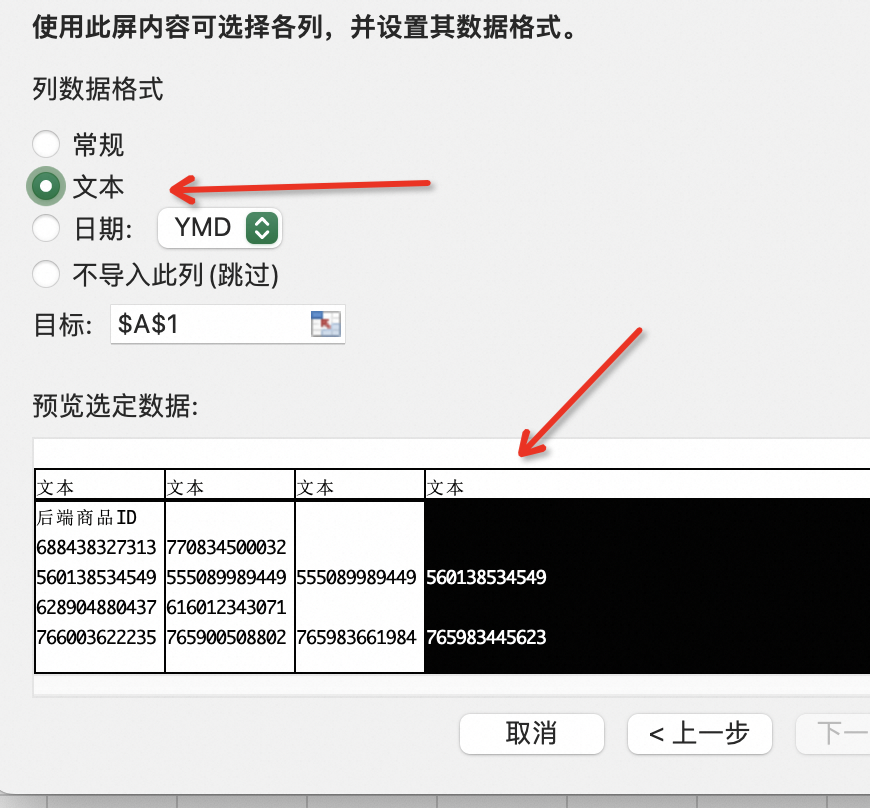 使用此屏内容可选择各列，并设置其数据格式。
列数据格式
常规
文本
日期: YMD
不导入此列(跳过)
目标: $A$1
预览选定数据:
文本 文本 文本 文本
后端商品ID
688438327313 770834500032
560138534549 555089989449 555089989449 560138534549
628904880437 616012343071
766003622235 765900508802 765983661984 765983445623
取消 < 上一步 下一